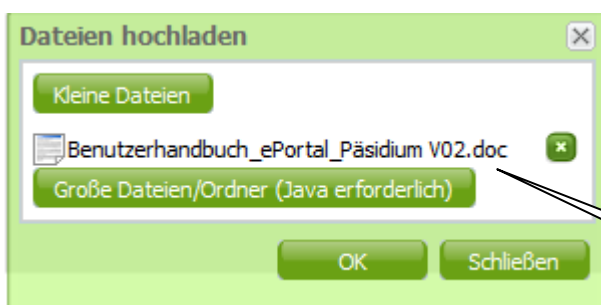 Dateien hochladen
Kleine Dateien
Benutzerhandbuch_ePortal_Päsidium V02.doc
Große Dateien/Ordner (Java erforderlich)
OK Schließen